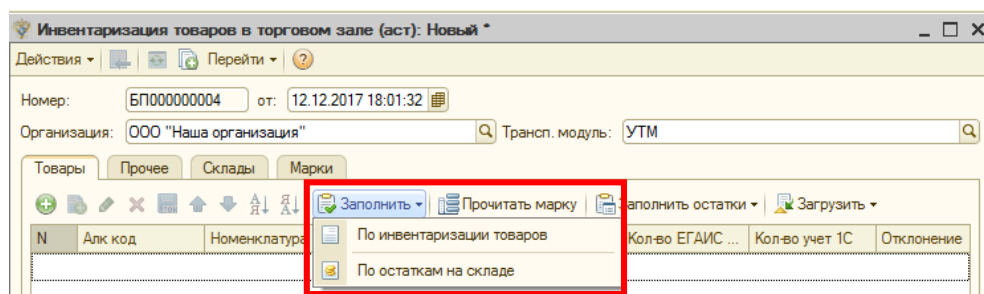 Инвентаризация товаров в торговом зале (аст): Новый *
Действия Перейти
Номер: БП000000004 от: 12.12.2017 18:01:32
Организация: ООО "Наша организация" Трансп. модуль: УТМ
Товары Прочее Склады Марки
Заполнить Прочитать марку Заполнить остатки Загрузить
N Алк код Номенклатура Кол-во ЕГАИС ... Кол-во учет 1С Отклонение
По инвентаризации товаров
По остаткам на складе